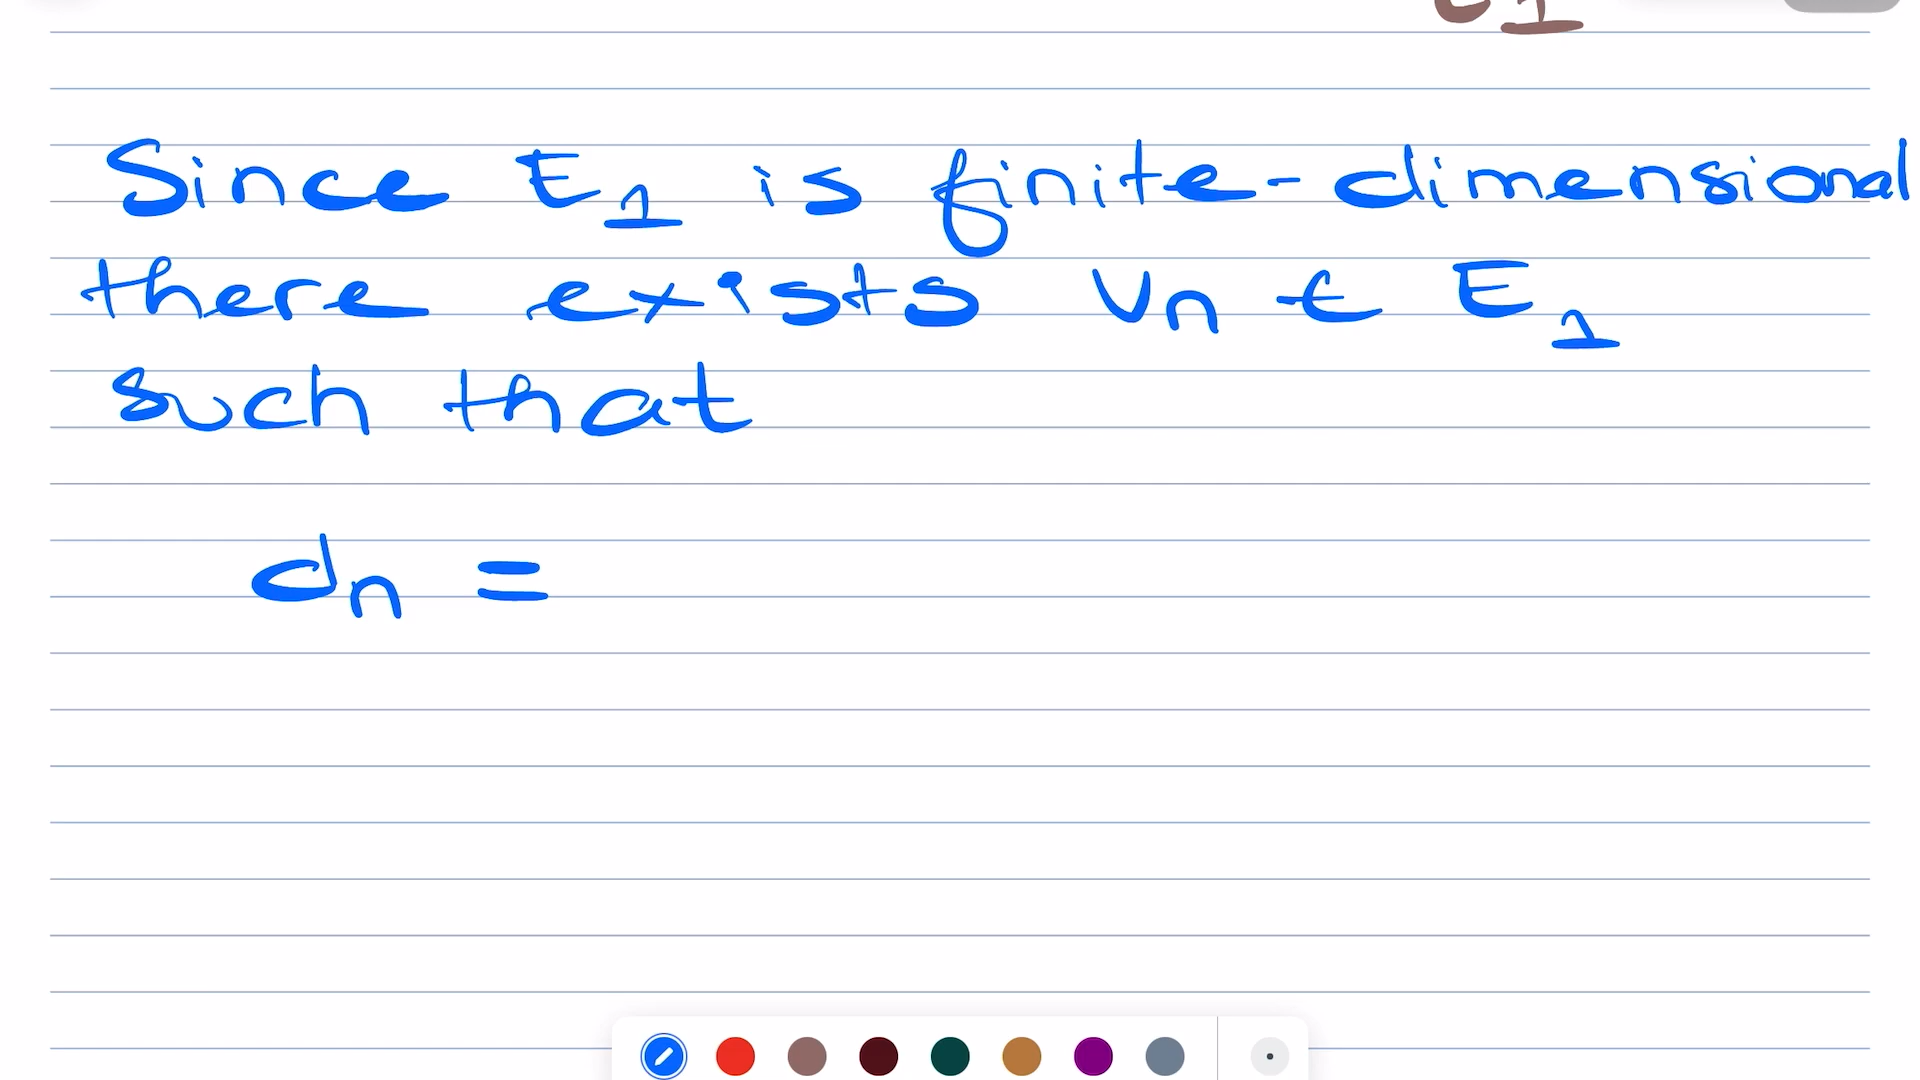 Since E₁ is finite-dimensional
there exists vₙ ∈ E₁
such that
dₙ =